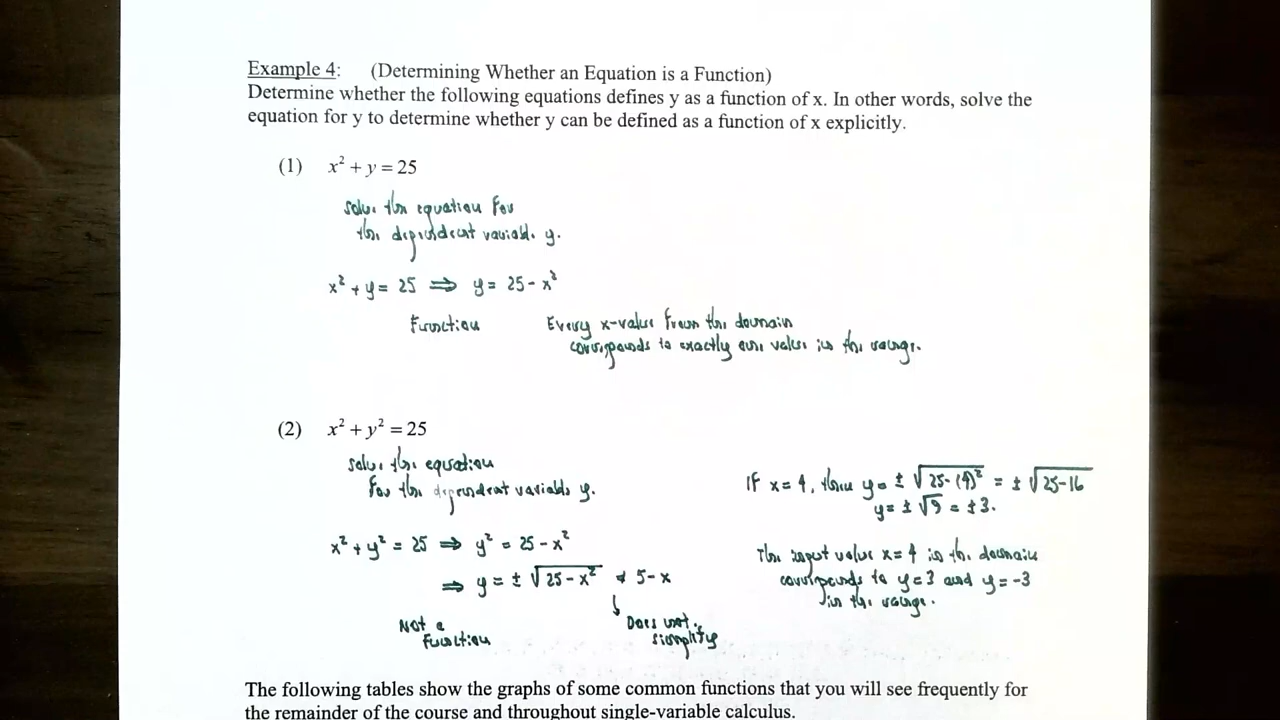 Example 4: (Determining Whether an Equation is a Function)
Determine whether the following equations defines y as a function of x. In other words, solve the
equation for y to determine whether y can be defined as a function of x explicitly.
(1) x² + y = 25
Solve the equation for
the dependent variable y.
x² + y = 25 ⇒ y = 25 - x²
Function
Every x-value from the domain
corresponds to exactly one value in the range.
(2) x² + y² = 25
Solve the equation
for the dependent variable y.
x² + y² = 25 ⇒ y² = 25 - x²
⇒ y = ± √(25 - x²) ≠ 5 - x
Not a
Function
Does not
simplify
If x = 4, then y = ± √(25 - (4)²) = ± √(25 - 16)
y = ± √9 = ±3.
The input value x = 4 in the domain
corresponds to y = 3 and y = -3
in the range.
The following tables show the graphs of some common functions that you will see frequently for
the remainder of the course and throughout single-variable calculus.